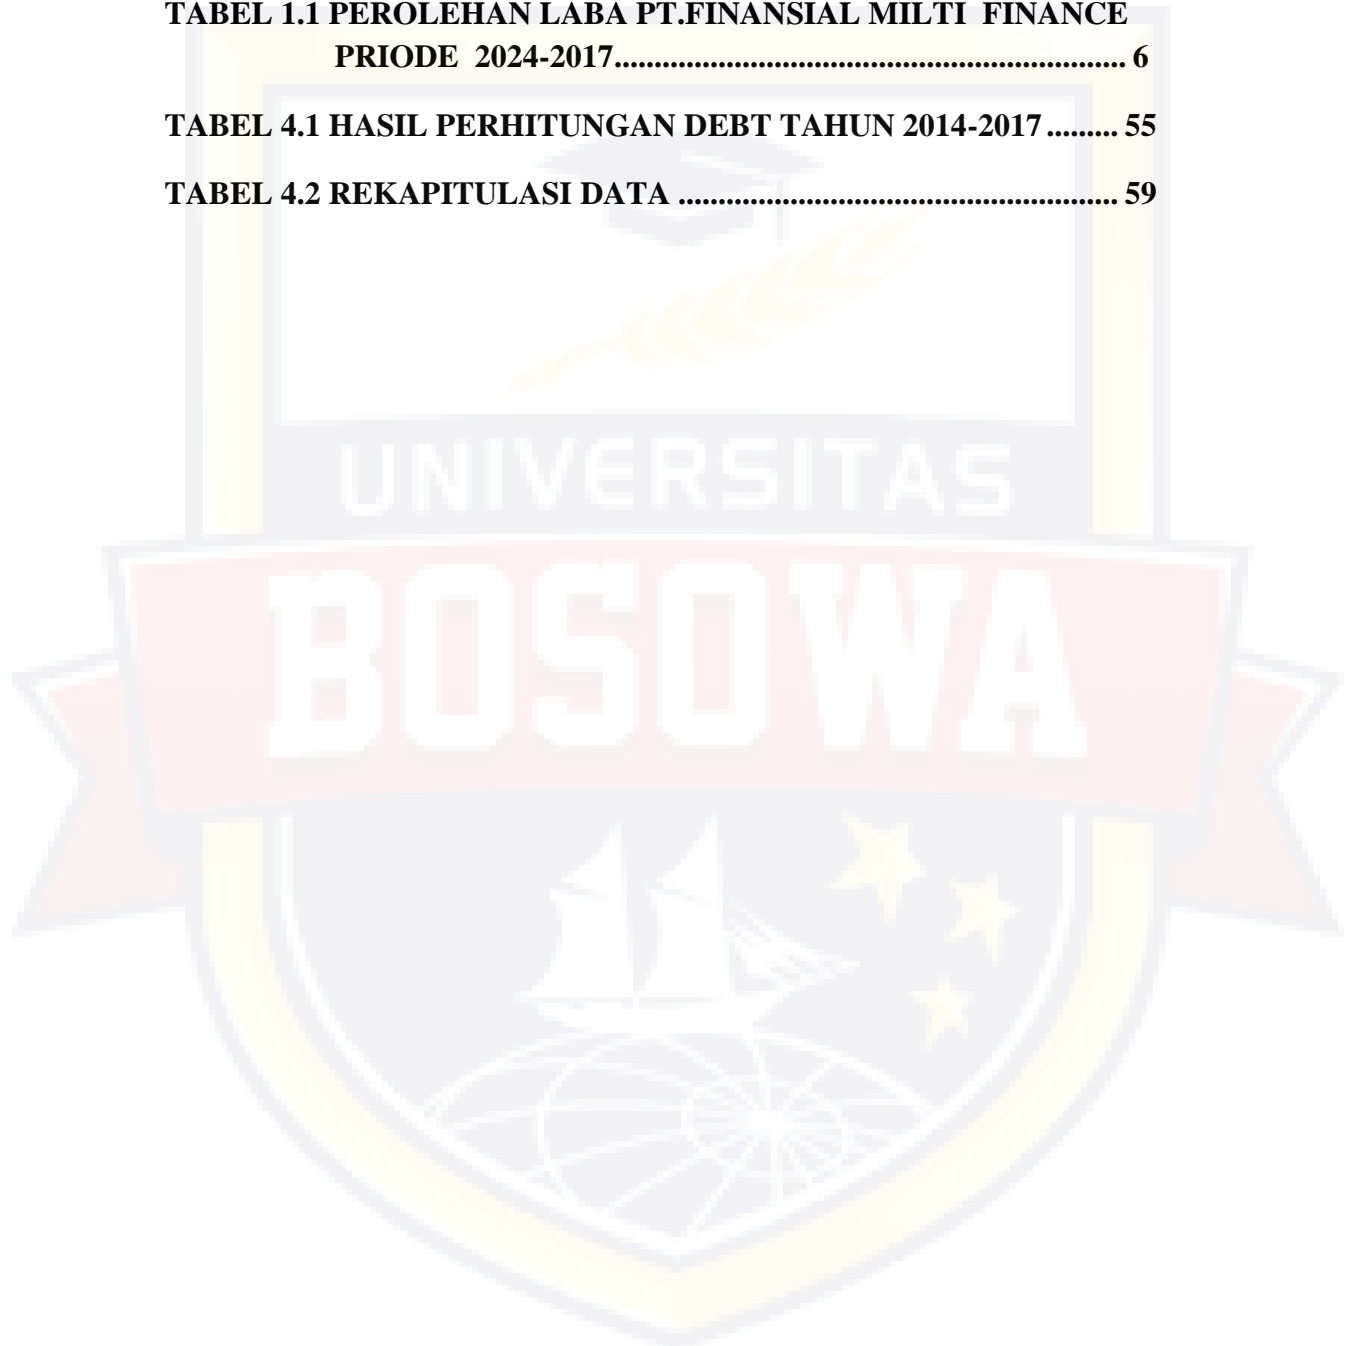 TABEL 1.1 PEROLEHAN LABA PT.FINANSIAL MILTI  FINANCE
PRIODE  2024-2017................................................................ 6
TABEL 4.1 HASIL PERHITUNGAN DEBT TAHUN 2014-2017 ......... 55
TABEL 4.2 REKAPITULASI DATA ....................................................... 59
UNIVERSITAS
BOSOWA